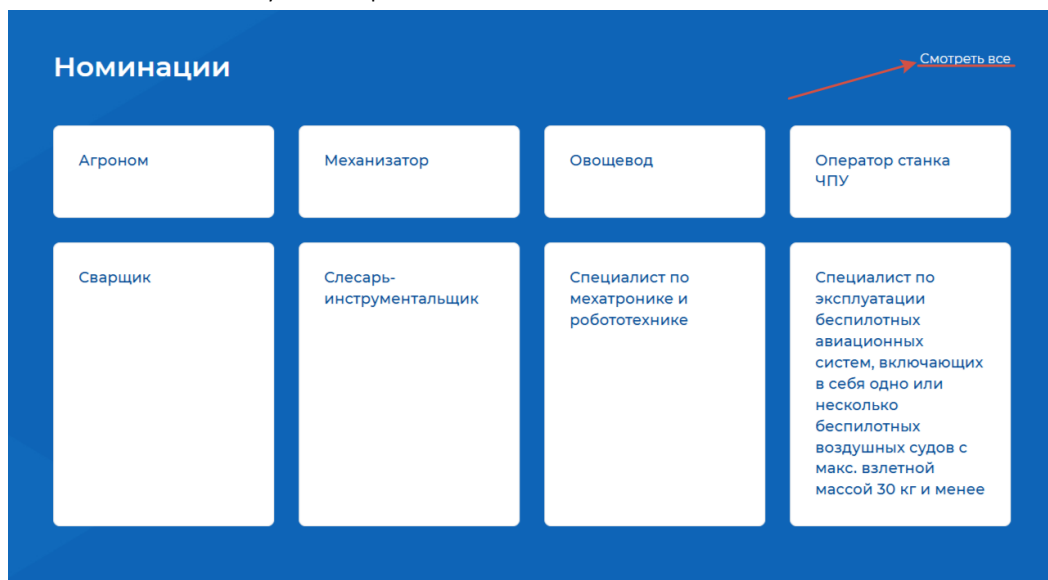 Номинации
Смотреть все
Агроном
Механизатор
Овощевод
Оператор станка
ЧПУ
Сварщик
Слесарь-
инструментальщик
Специалист по
мехатронике и
робототехнике
Специалист по
эксплуатации
беспилотных
авиационных
систем, включающих
в себя одно или
несколько
беспилотных
воздушных судов с
макс. взлетной
массой 30 кг и менее